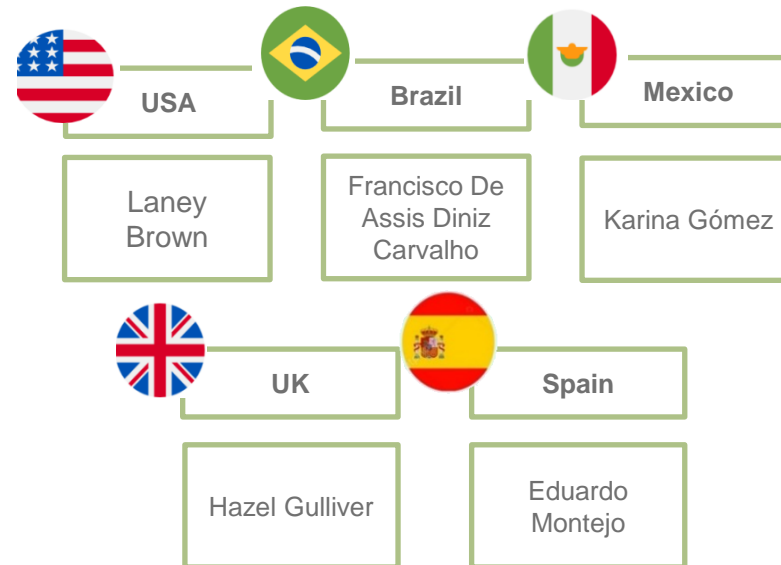 USA
Brazil
Mexico
Laney
Brown
Francisco De
Assis Diniz
Carvalho
Karina Gómez
UK
Spain
Hazel Gulliver
Eduardo
Montejo